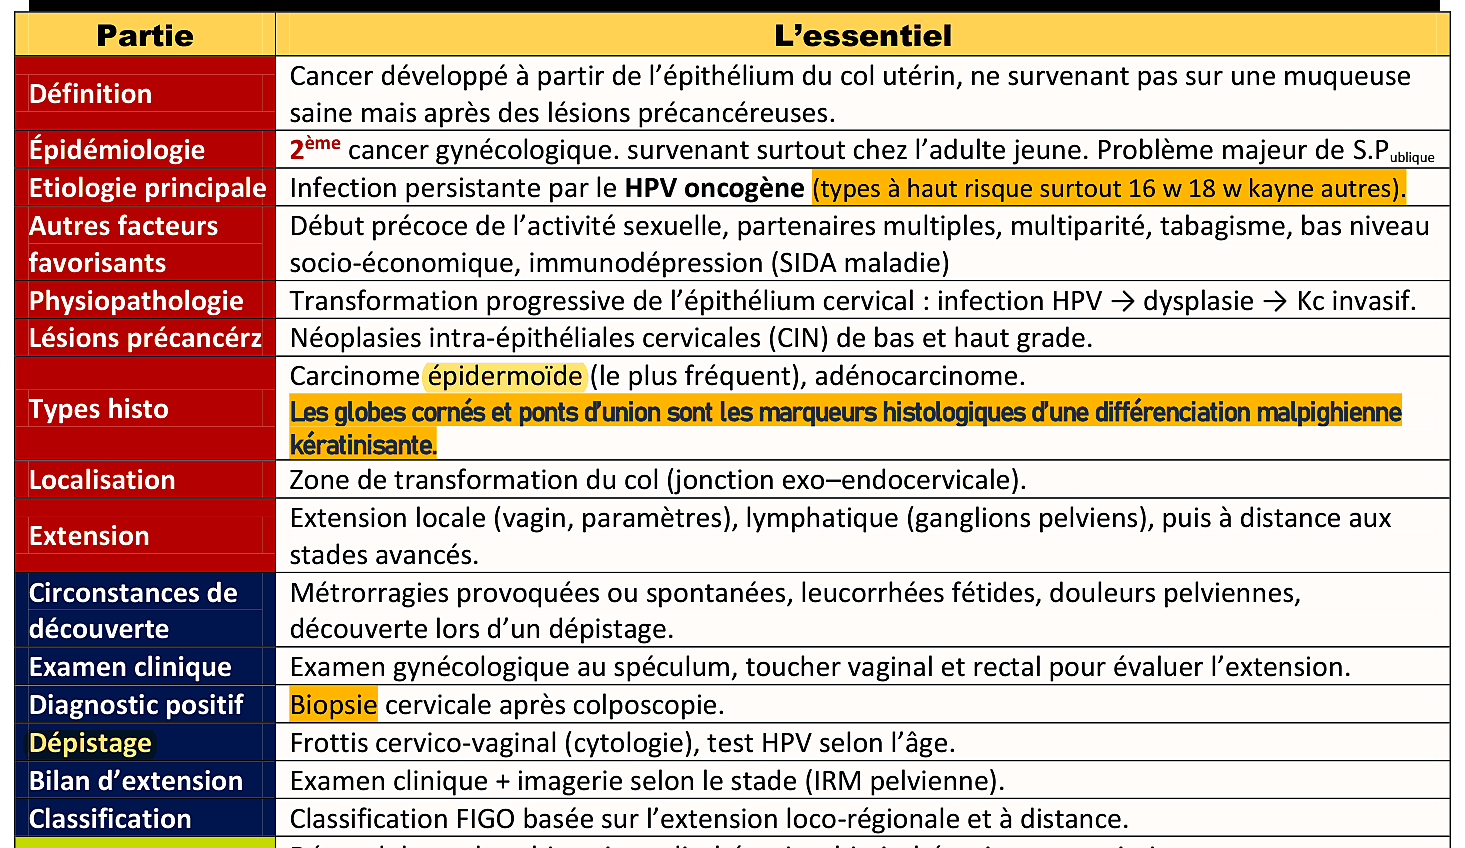 Partie
L’essentiel
Définition
Cancer développé à partir de l’épithélium du col utérin, ne survenant pas sur une muqueuse
saine mais après des lésions précancéreuses.
Épidémiologie
2ème cancer gynécologique. survenant surtout chez l’adulte jeune. Problème majeur de S.Publique
Etiologie principale
Infection persistante par le HPV oncogène (types à haut risque surtout 16 w 18 w kayne autres).
Autres facteurs
favorisants
Début précoce de l’activité sexuelle, partenaires multiples, multiparité, tabagisme, bas niveau
socio-économique, immunodépression (SIDA maladie)
Physiopathologie
Transformation progressive de l’épithélium cervical : infection HPV → dysplasie → Kc invasif.
Lésions précancérz
Néoplasies intra-épithéliales cervicales (CIN) de bas et haut grade.
Types histo
Carcinome épidermoïde (le plus fréquent), adénocarcinome.
Les globes cornés et ponts d’union sont les marqueurs histologiques d’une différenciation malpighienne
kératinisante.
Localisation
Zone de transformation du col (jonction exo–endocervicale).
Extension
Extension locale (vagin, paramètres), lymphatique (ganglions pelviens), puis à distance aux
stades avancés.
Circonstances de
découverte
Métrorragies provoquées ou spontanées, leucorrhées fétides, douleurs pelviennes,
découverte lors d’un dépistage.
Examen clinique
Examen gynécologique au spéculum, toucher vaginal et rectal pour évaluer l’extension.
Diagnostic positif
Biopsie cervicale après colposcopie.
Dépistage
Frottis cervico-vaginal (cytologie), test HPV selon l’âge.
Bilan d’extension
Examen clinique + imagerie selon le stade (IRM pelvienne).
Classification
Classification FIGO basée sur l’extension loco-régionale et à distance.